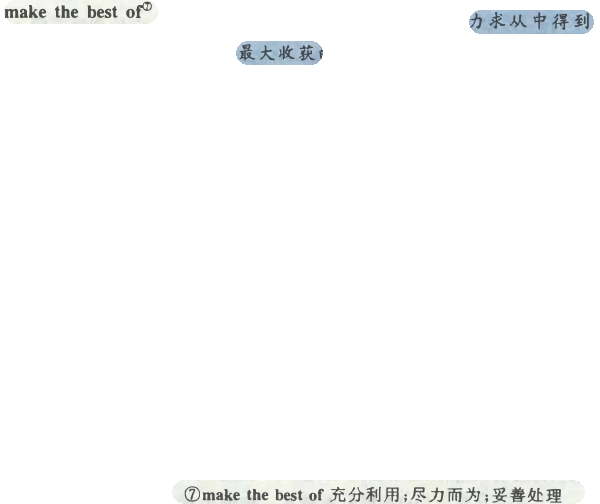 make the best of⑦
力求从中得到
最大收获
⑦make the best of 充分利用;尽力而为;妥善处理